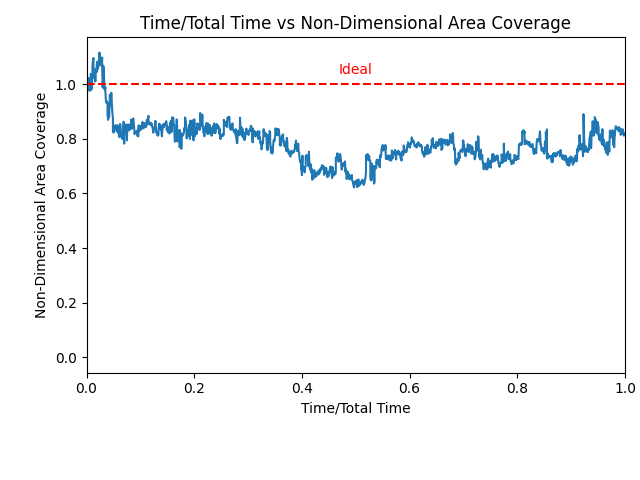 Time/Total Time vs Non-Dimensional Area Coverage
Ideal
Non-Dimensional Area Coverage
1.0
0.8
0.6
0.4
0.2
0.0
0.0 0.2 0.4 0.6 0.8 1.0
Time/Total Time